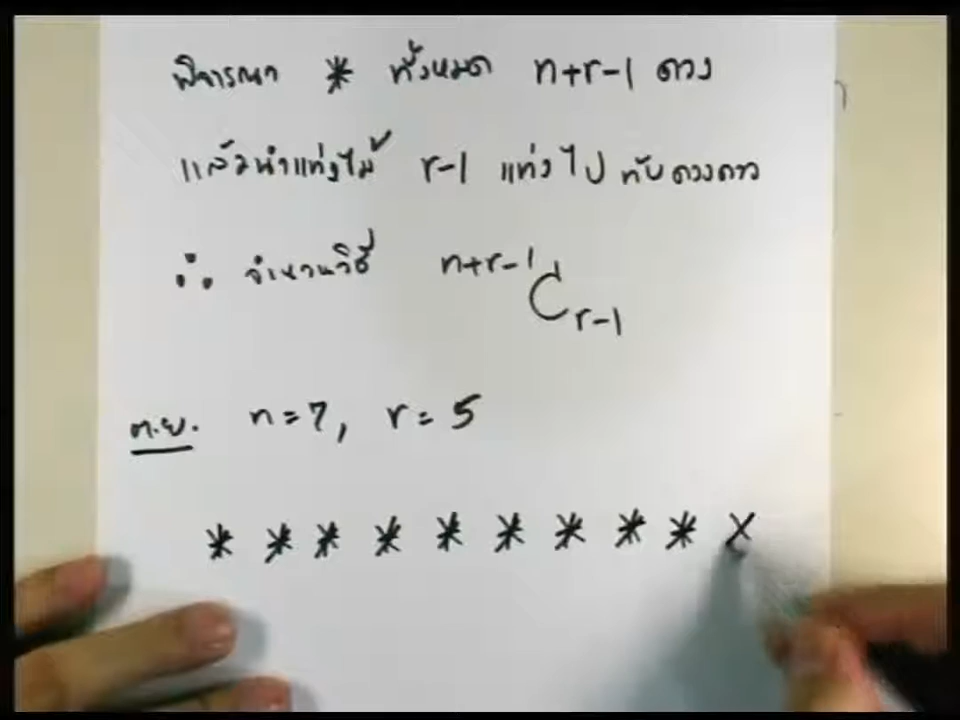 พิจารณา * ทั้งหมด n+r-1 ดวง
แล้วนำแท่งไม้ r-1 แท่งไป ทับดวงดาว
∴ จำนวนวิธี n+r-1Cr-1
ต.ย. n=7, r=5
* * * * * * * * * X